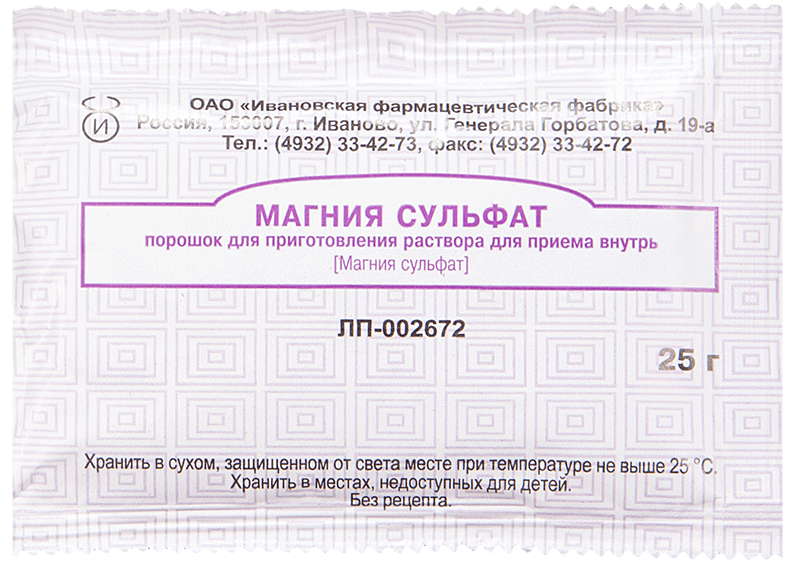 ОАО «Ивановская фармацевтическая фабрика»
Россия, 153007, г. Иваново, ул. Генерала Горбатова, д. 19-а
Тел.: (4932) 33-42-73, факс: (4932) 33-42-72
И
МАГНИЯ СУЛЬФАТ
порошок для приготовления раствора для приема внутрь
[Магния сульфат]
ЛП-002672
25 г
Хранить в сухом, защищенном от света месте при температуре не выше 25 °С.
Хранить в местах, недоступных для детей.
Без рецепта.